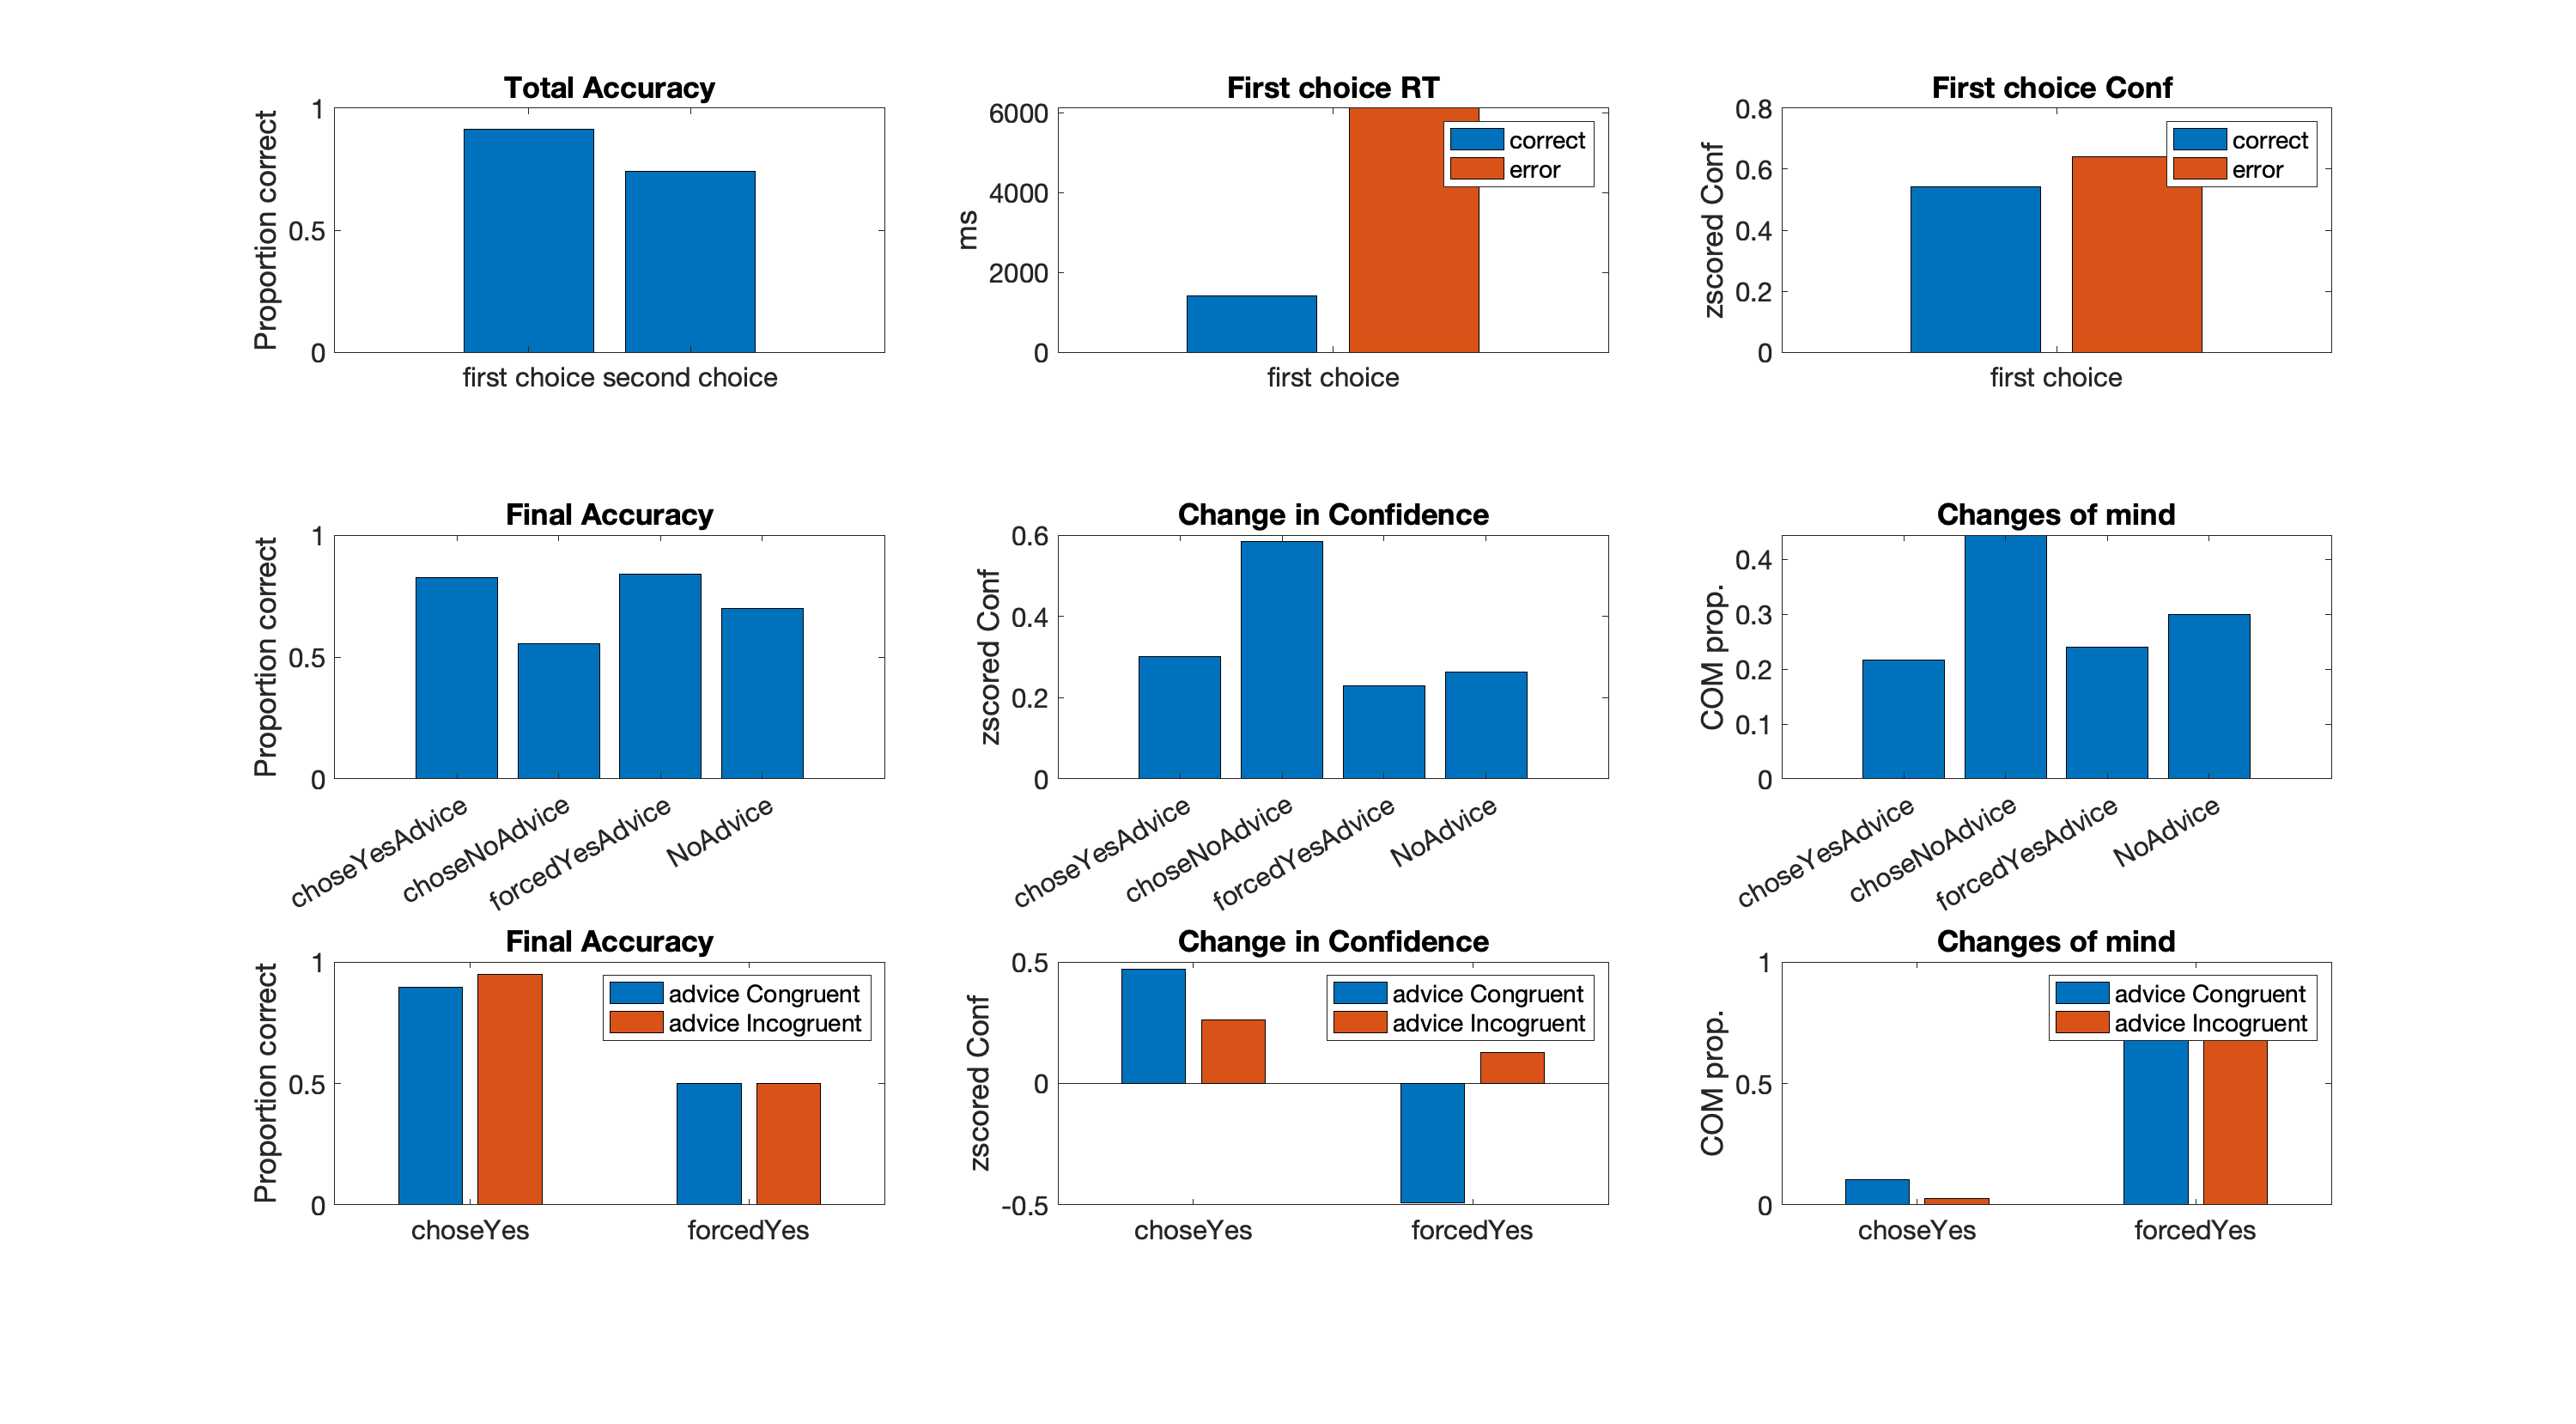 Total Accuracy
Proportion correct
1
0.5
0
first choice second choice
First choice RT
ms
6000
4000
2000
0
correct
error
first choice
First choice Conf
zscored Conf
0.8
0.6
0.4
0.2
0
correct
error
first choice
Final Accuracy
Proportion correct
1
0.5
0
choseYesAdvice
choseNoAdvice
forcedYesAdvice
NoAdvice
Change in Confidence
zscored Conf
0.6
0.4
0.2
0
choseYesAdvice
choseNoAdvice
forcedYesAdvice
NoAdvice
Changes of mind
COM prop.
0.4
0.3
0.2
0.1
0
choseYesAdvice
choseNoAdvice
forcedYesAdvice
NoAdvice
Final Accuracy
Proportion correct
1
0.5
0
advice Congruent
advice Incogruent
choseYes
forcedYes
Change in Confidence
zscored Conf
0.5
0
-0.5
advice Congruent
advice Incogruent
choseYes
forcedYes
Changes of mind
COM prop.
1
0.5
0
advice Congruent
advice Incogruent
choseYes
forcedYes